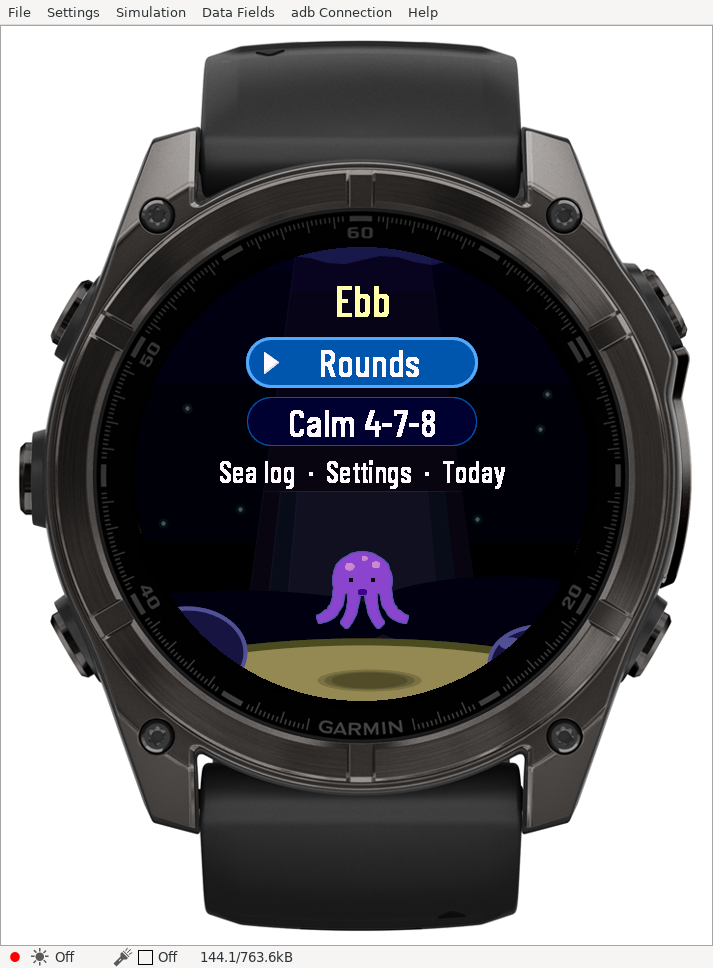 File Settings Simulation Data Fields adb Connection Help
60
50
Ebb
Rounds
Calm 4-7-8
Sea log · Settings · Today
40
20
GARMIN
Off Off 144.1/763.6kB